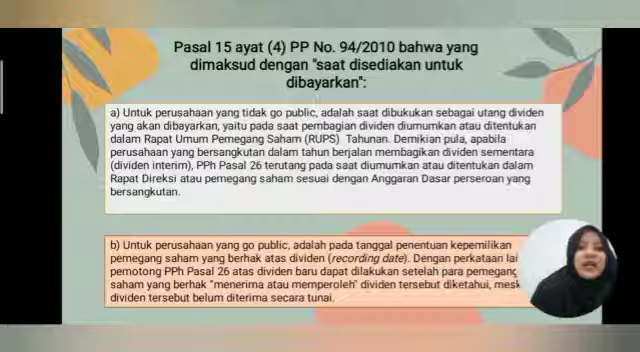 Pasal 15 ayat (4) PP No. 94/2010 bahwa yang
dimaksud dengan "saat disediakan untuk
dibayarkan":
a) Untuk perusahaan yang tidak go public, adalah saat dibukukan sebagai utang dividen
yang akan dibayarkan, yaitu pada saat pembagian dividen diumumkan atau ditentukan
dalam Rapat Umum Pemegang Saham (RUPS) Tahunan. Demikian pula, apabila
perusahaan yang bersangkutan dalam tahun berjalan membagikan dividen sementara
(dividen interim), PPh Pasal 26 terutang pada saat diumumkan atau ditentukan dalam
Rapat Direksi atau pemegang saham sesuai dengan Anggaran Dasar perseroan yang
bersangkutan.
b) Untuk perusahaan yang go public, adalah pada tanggal penentuan kepemilikan
pemegang saham yang berhak atas dividen (recording date). Dengan perkataan lai
pemotong PPh Pasal 26 atas dividen baru dapat dilakukan setelah para pemegang
saham yang berhak "menerima atau memperoleh" dividen tersebut diketahui, mesk
dividen tersebut belum diterima secara tunai.